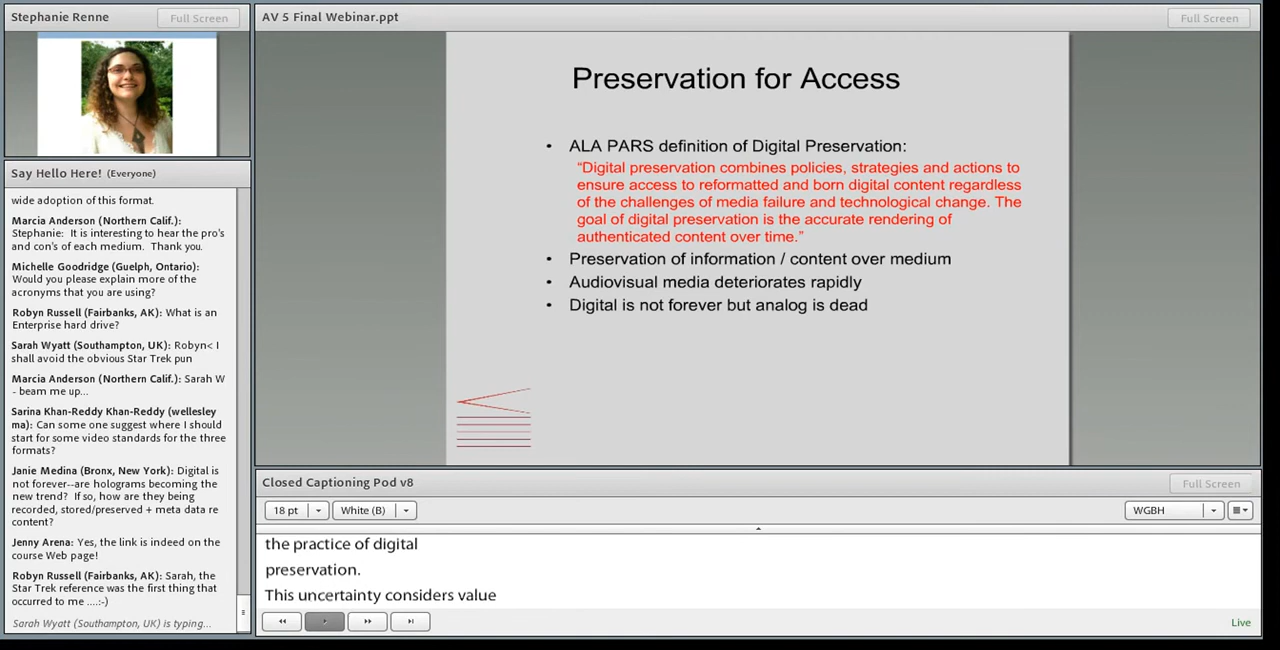 Stephanie Renne
Full Screen
Say Hello Here! (Everyone)
wide adoption of this format.
Marcia Anderson (Northern Calif.):
Stephanie:  It is interesting to hear the pro's
and con's of each medium.  Thank you.
Michelle Goodridge (Guelph, Ontario):
Would you please explain more of the
acronyms that you are using?
Robyn Russell (Fairbanks, AK): What is an
Enterprise hard drive?
Sarah Wyatt (Southampton, UK): Robyn< I
shall avoid the obvious Star Trek pun
Marcia Anderson (Northern Calif.): Sarah W
- beam me up...
Sarina Khan-Reddy Khan-Reddy (wellesley
ma): Can some one suggest where I should
start for some video standards for the three
formats?
Janie Medina (Bronx, New York): Digital is
not forever--are holograms becoming the
new trend?  If so, how are they being
recorded, stored/preserved + meta data re
content?
Jenny Arena: Yes, the link is indeed on the
course Web page!
Robyn Russell (Fairbanks, AK): Sarah, the
Star Trek reference was the first thing that
occurred to me ....:-)
Sarah Wyatt (Southampton, UK) is typing...
AV 5 Final Webinar.ppt
Full Screen
Preservation for Access
• ALA PARS definition of Digital Preservation:
“Digital preservation combines policies, strategies and actions to
ensure access to reformatted and born digital content regardless
of the challenges of media failure and technological change. The
goal of digital preservation is the accurate rendering of
authenticated content over time.”
• Preservation of information / content over medium
• Audiovisual media deteriorates rapidly
• Digital is not forever but analog is dead
Closed Captioning Pod v8
Full Screen
18 pt
White (B)
WGBH
the practice of digital
preservation.
This uncertainty considers value
Live